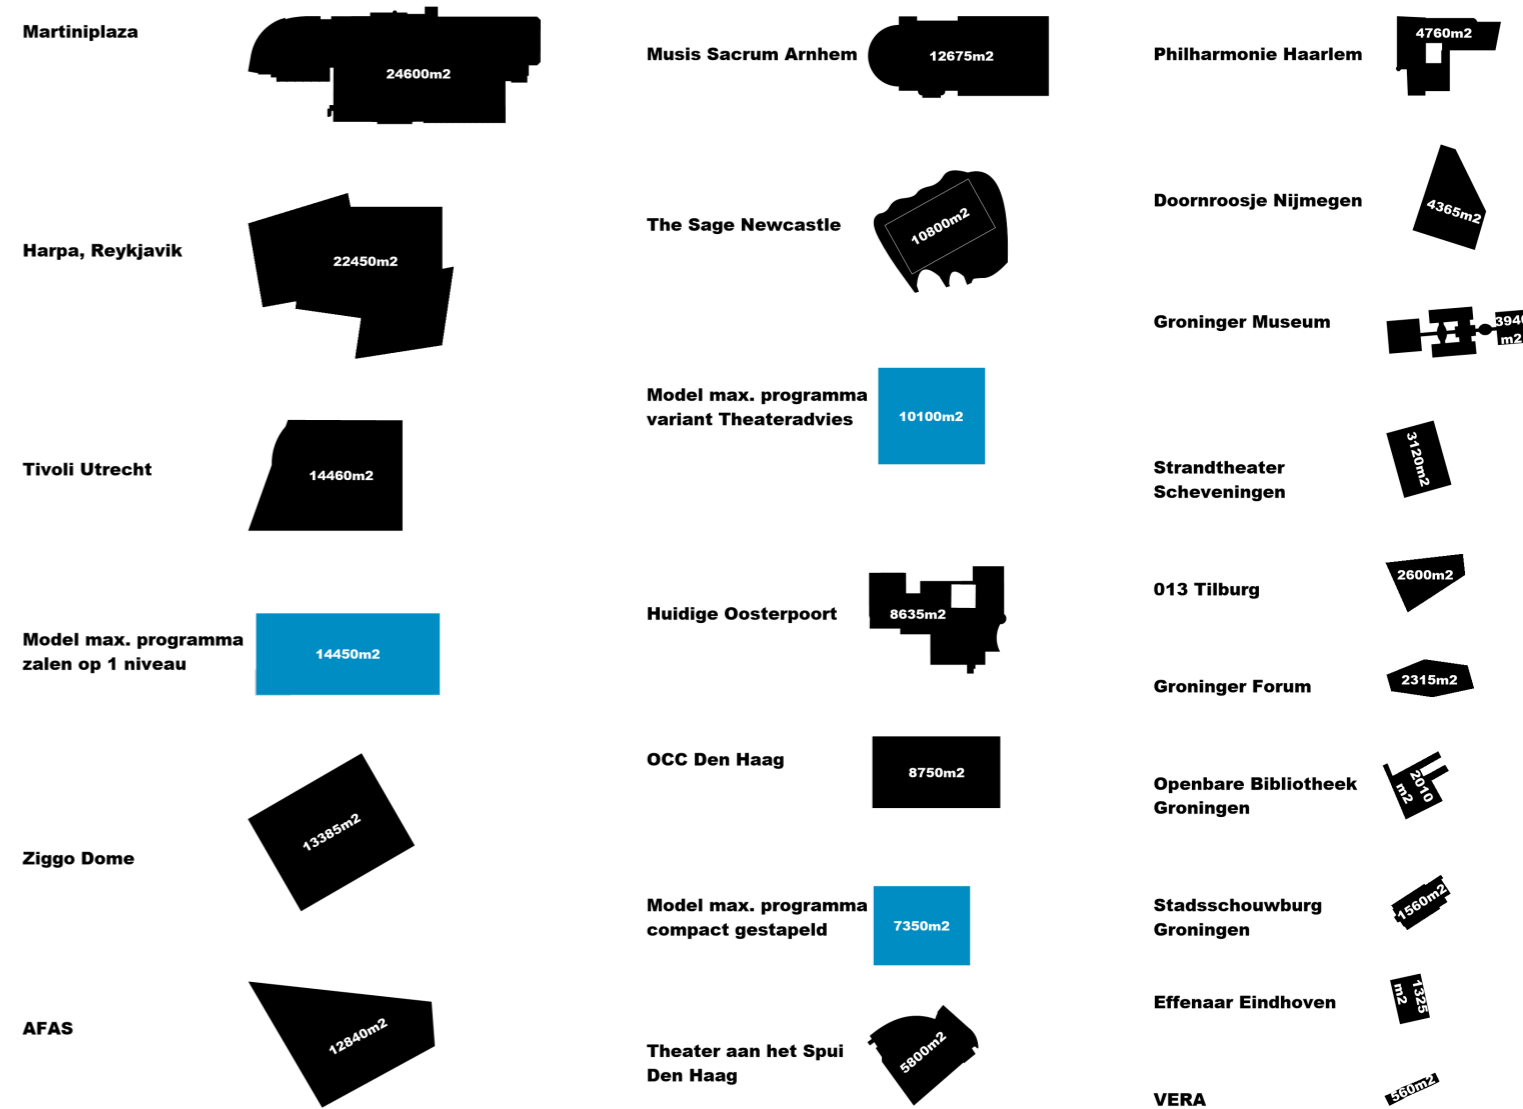 Martiniplaza
24600m2
Harpa, Reykjavik
22450m2
Tivoli Utrecht
14460m2
Model max. programma
zalen op 1 niveau
14450m2
Ziggo Dome
13385m2
AFAS
12840m2
Musis Sacrum Arnhem
12675m2
The Sage Newcastle
10800m2
Model max. programma
variant Theateradvies
10100m2
Huidige Oosterpoort
8635m2
OCC Den Haag
8750m2
Model max. programma
compact gestapeld
7350m2
Theater aan het Spui
Den Haag
5800m2
Philharmonie Haarlem
4760m2
Doornroosje Nijmegen
4365m2
Groninger Museum
3940
m2
Strandtheater
Scheveningen
3120m2
013 Tilburg
2600m2
Groninger Forum
2315m2
Openbare Bibliotheek
Groningen
2010
m2
Stadsschouwburg
Groningen
1560m2
Effenaar Eindhoven
1325
m2
VERA
560m2